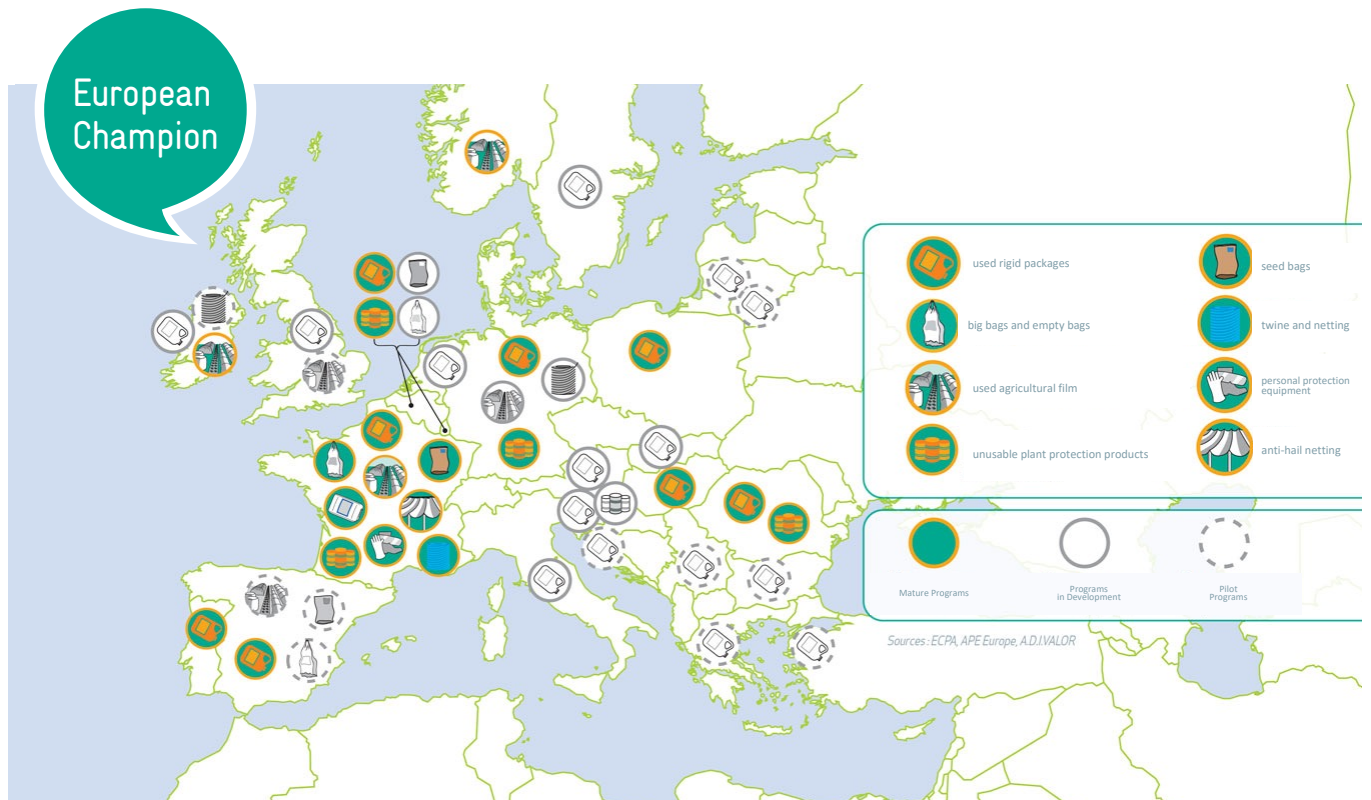 European
Champion
used rigid packages
seed bags
big bags and empty bags
twine and netting
used agricultural film
personal protection
equipment
unusable plant protection products
anti-hail netting
Mature Programs
Programs
in Development
Pilot
Programs
Sources : ECPA, APE Europe, A.D.I.VALOR